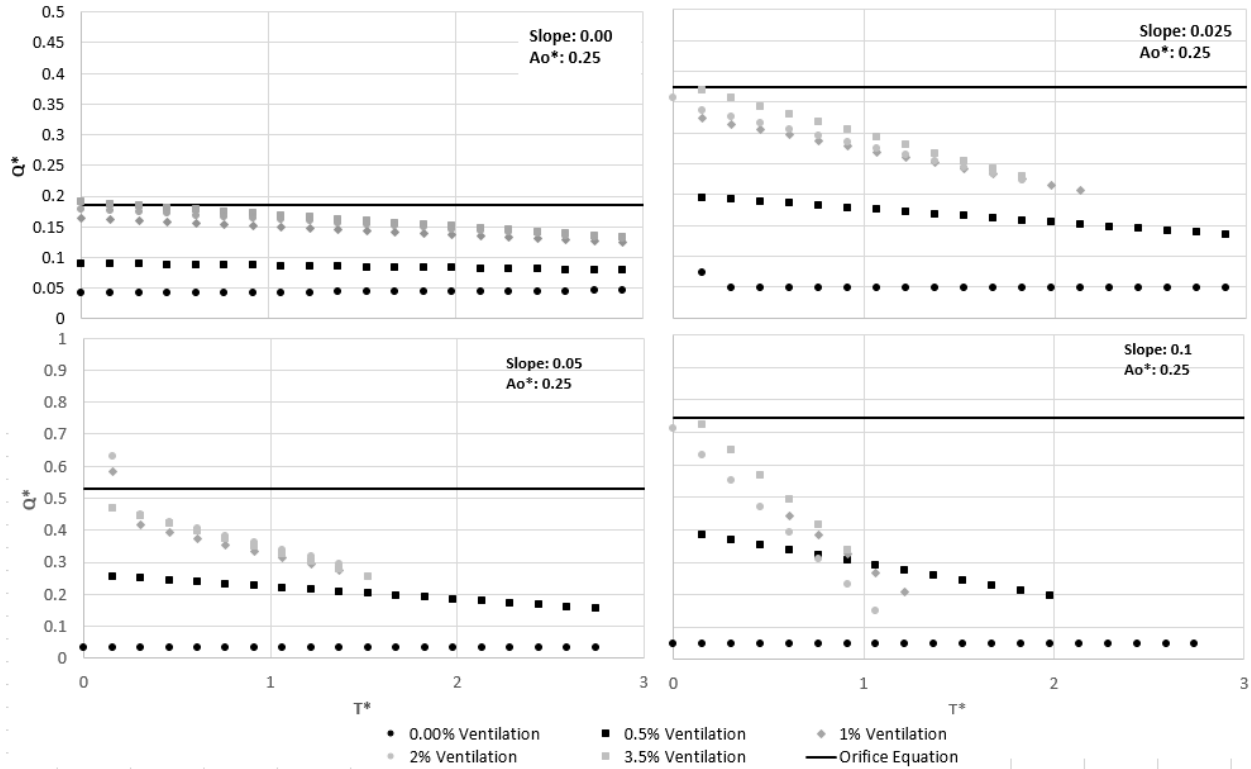 0.5
0.45
0.4
0.35
0.3
0.25
0.2
0.15
0.1
0.05
0
Q*
Slope: 0.00
Ao*: 0.25
Slope: 0.025
Ao*: 0.25
1
0.9
0.8
0.7
0.6
0.5
0.4
0.3
0.2
0.1
0
Q*
Slope: 0.05
Ao*: 0.25
0 1 2 3
T*
Slope: 0.1
Ao*: 0.25
0 1 2 3
T*
0.00% Ventilation 0.5% Ventilation 1% Ventilation
2% Ventilation 3.5% Ventilation Orifice Equation